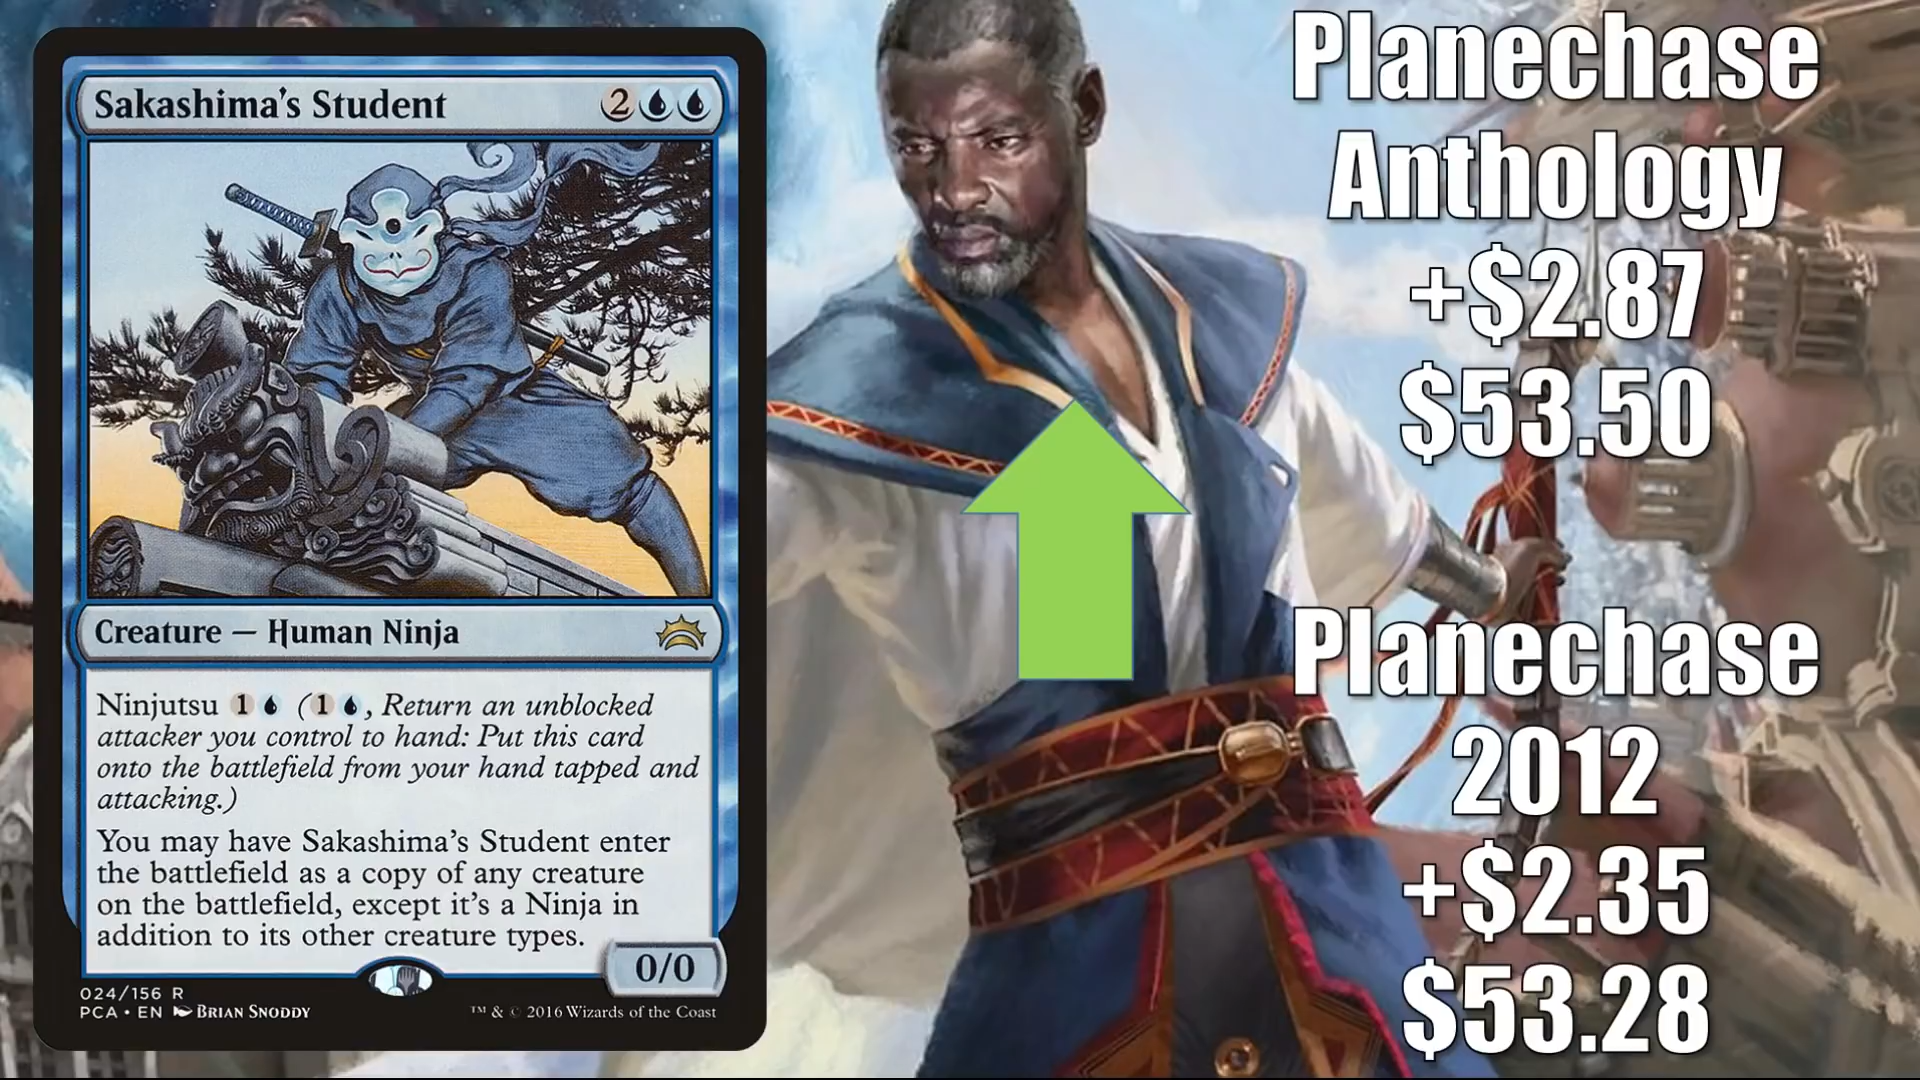 Sakashima's Student 2
Creature — Human Ninja
Ninjutsu 1 (1 , Return an unblocked
attacker you control to hand: Put this card
onto the battlefield from your hand tapped and
attacking.)
You may have Sakashima's Student enter
the battlefield as a copy of any creature
on the battlefield, except it's a Ninja in
addition to its other creature types.
0/0
024/156 R
PCA • EN Brian Snoddy
™ & © 2016 Wizards of the Coast
Planechase
Anthology
+$2.87
$53.50
Planechase
2012
+$2.35
$53.28